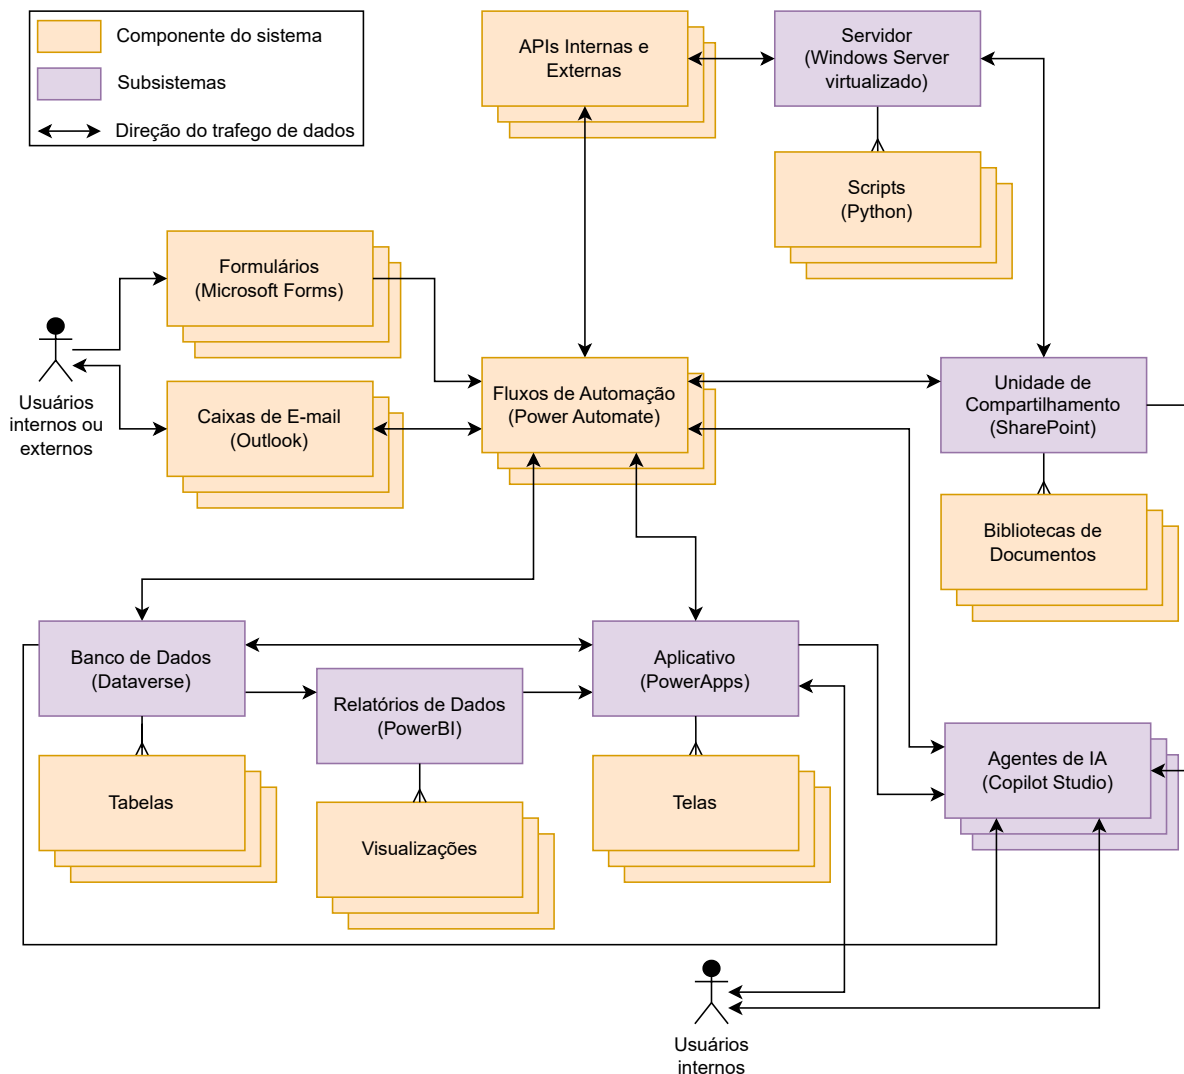 Componente do sistema
Subsistemas
Direção do trafego de dados
APIs Internas e
Externas
Servidor
(Windows Server
virtualizado)
Scripts
(Python)
Formulários
(Microsoft Forms)
Usuários
internos ou
externos
Caixas de E-mail
(Outlook)
Fluxos de Automação
(Power Automate)
Unidade de
Compartilhamento
(SharePoint)
Bibliotecas de
Documentos
Banco de Dados
(Dataverse)
Relatórios de Dados
(PowerBI)
Aplicativo
(PowerApps)
Tabelas
Visualizações
Telas
Agentes de IA
(Copilot Studio)
Usuários
internos